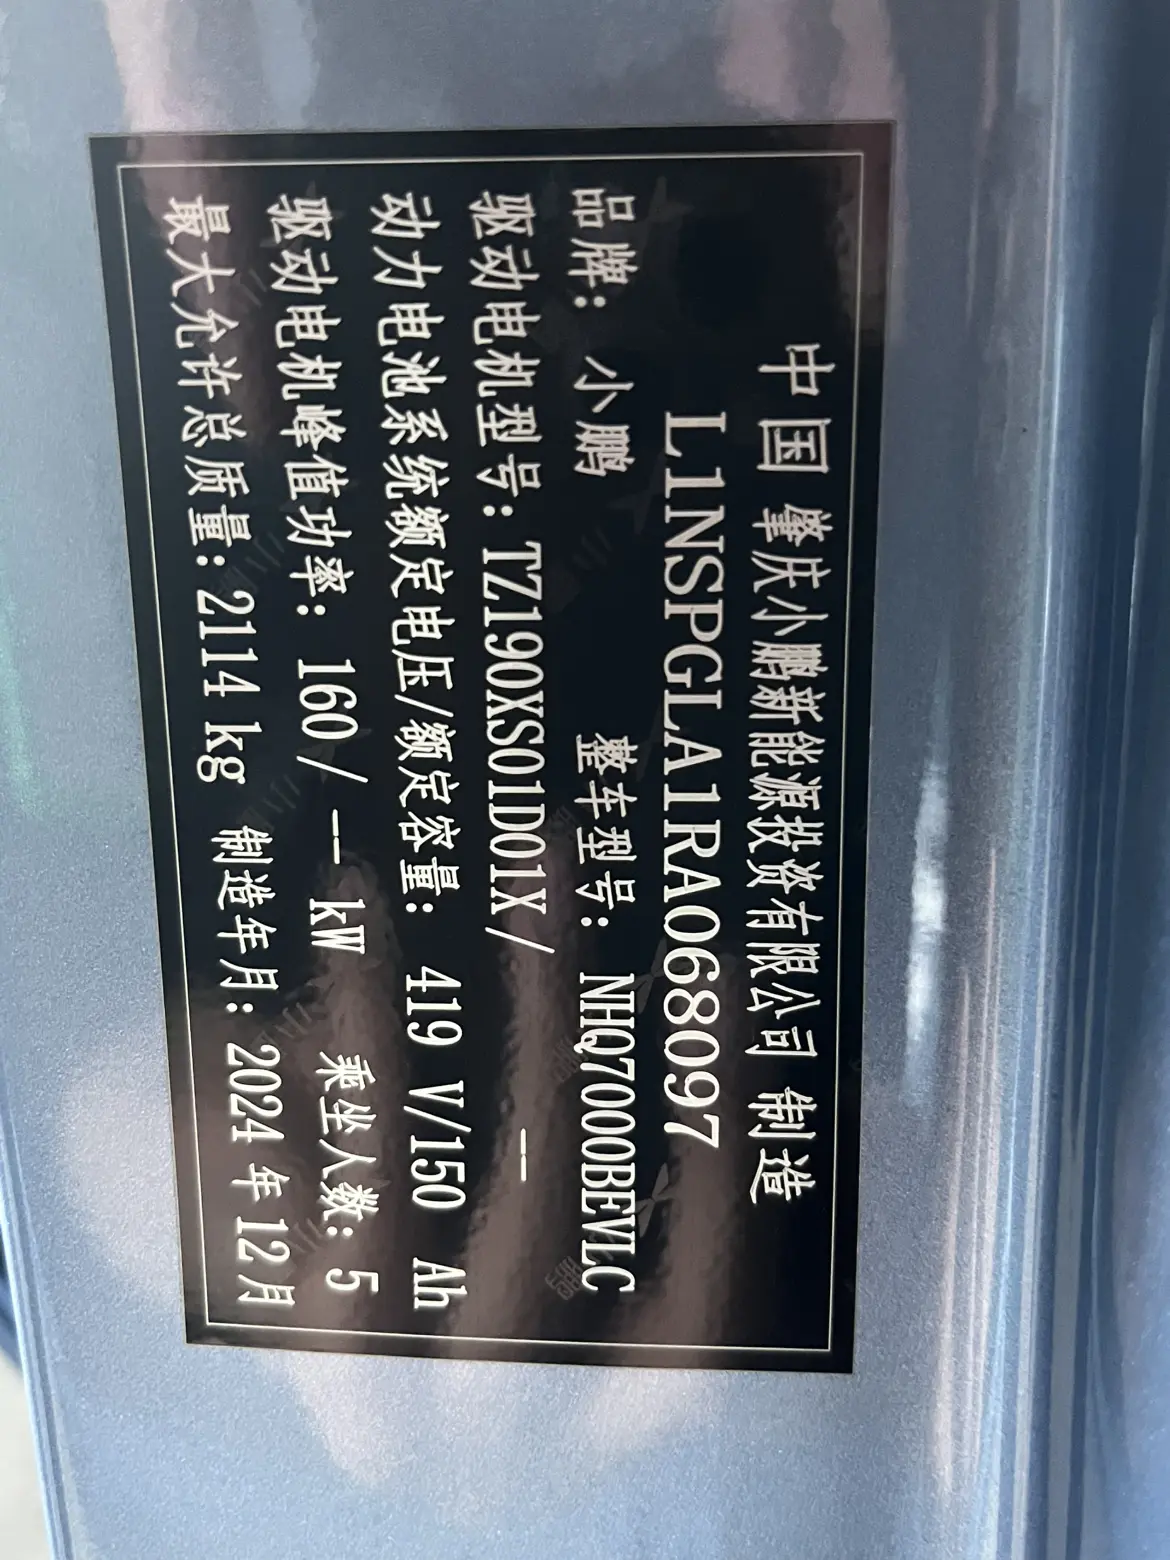 中国 肇庆小鹏新能源投资有限公司 制造
L1NSPGLA1RA068097
品牌: 小鹏 整车型号: NHQ7000BEVLC
驱动电机型号: TZ190XS01D01X/ --
动力电池系统额定电压/额定容量: 419 V/150 Ah
驱动电机峰值功率: 160/ -- kW 乘坐人数: 5
最大允许总质量: 2114 kg 制造年月: 2024 年 12月